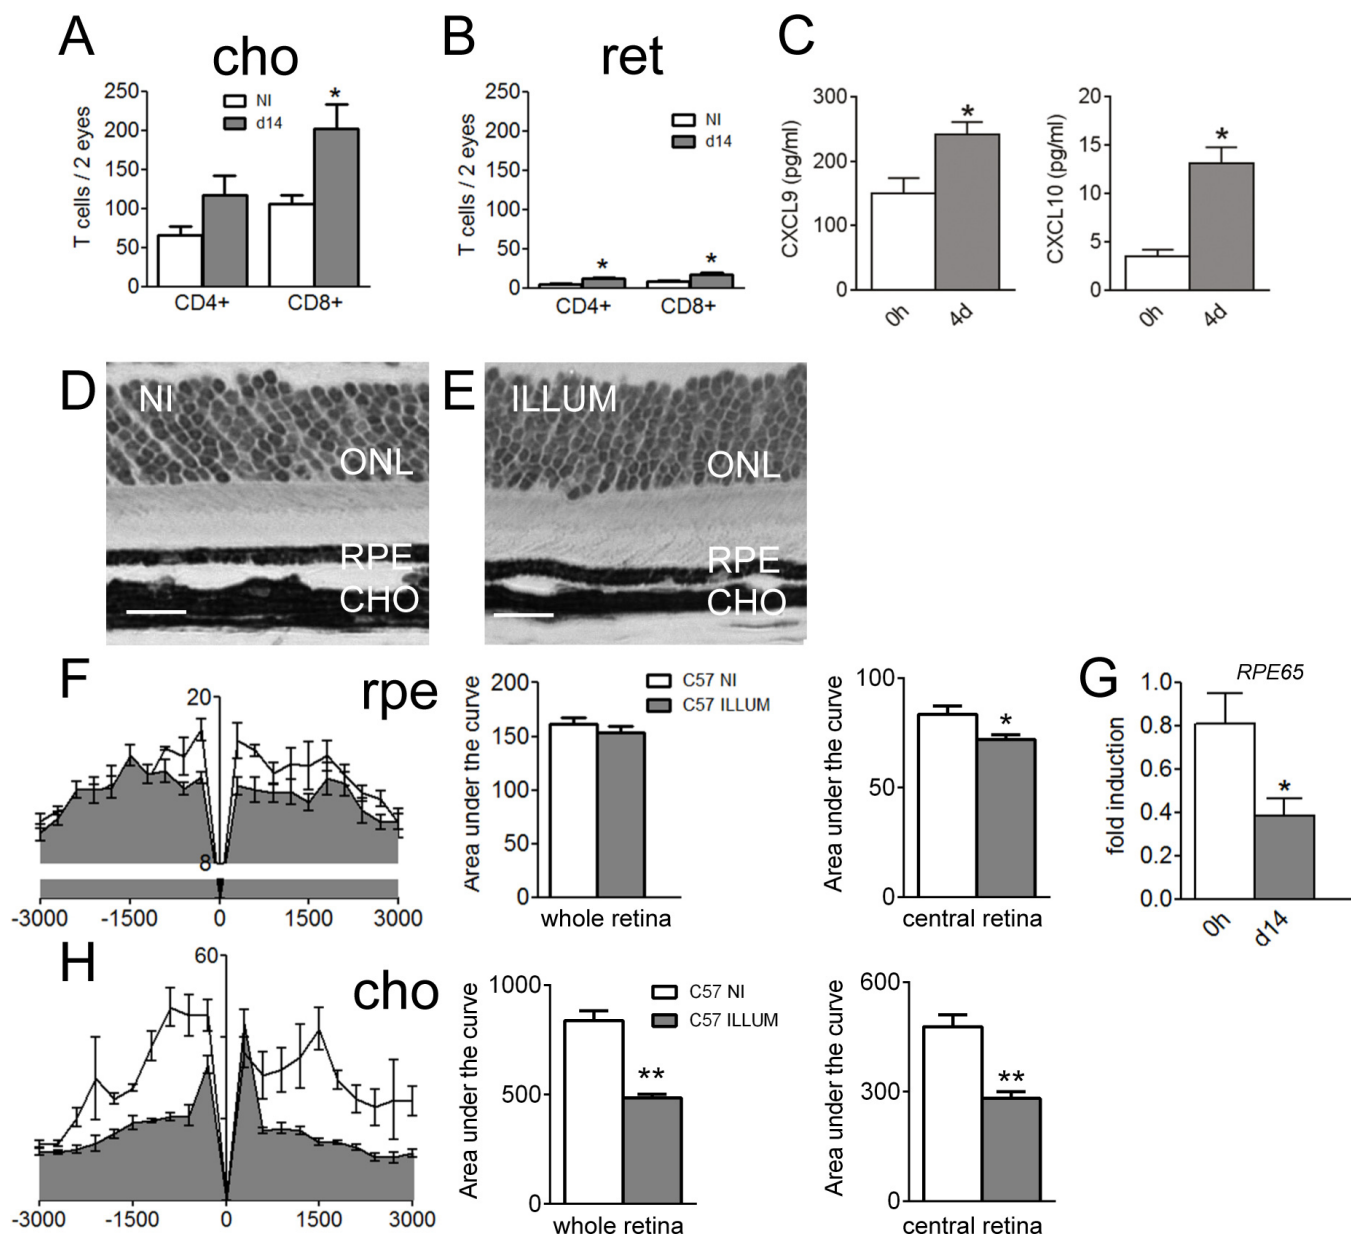 A
cho
250
200
150
100
50
0
T cells / 2 eyes
NI
d14
*
CD4+
CD8+
B
ret
250
200
150
100
50
0
T cells / 2 eyes
NI
d14
*
*
CD4+
CD8+
C
300
200
100
0
CXCL9 (pg/ml)
*
0h
4d
20
15
10
5
0
CXCL10 (pg/ml)
*
0h
4d
D
NI
ONL
RPE
CHO
E
ILLUM
ONL
RPE
CHO
F
rpe
20
8
-3000
-1500
0
1500
3000
200
150
100
50
0
Area under the curve
C57 NI
C57 ILLUM
whole retina
100
50
0
Area under the curve
*
central retina
G
RPE65
1.0
0.8
0.6
0.4
0.2
0.0
fold induction
*
0h
d14
H
cho
60
-3000
-1500
0
1500
3000
1000
500
0
Area under the curve
C57 NI
C57 ILLUM
**
whole retina
600
300
0
Area under the curve
**
central retina